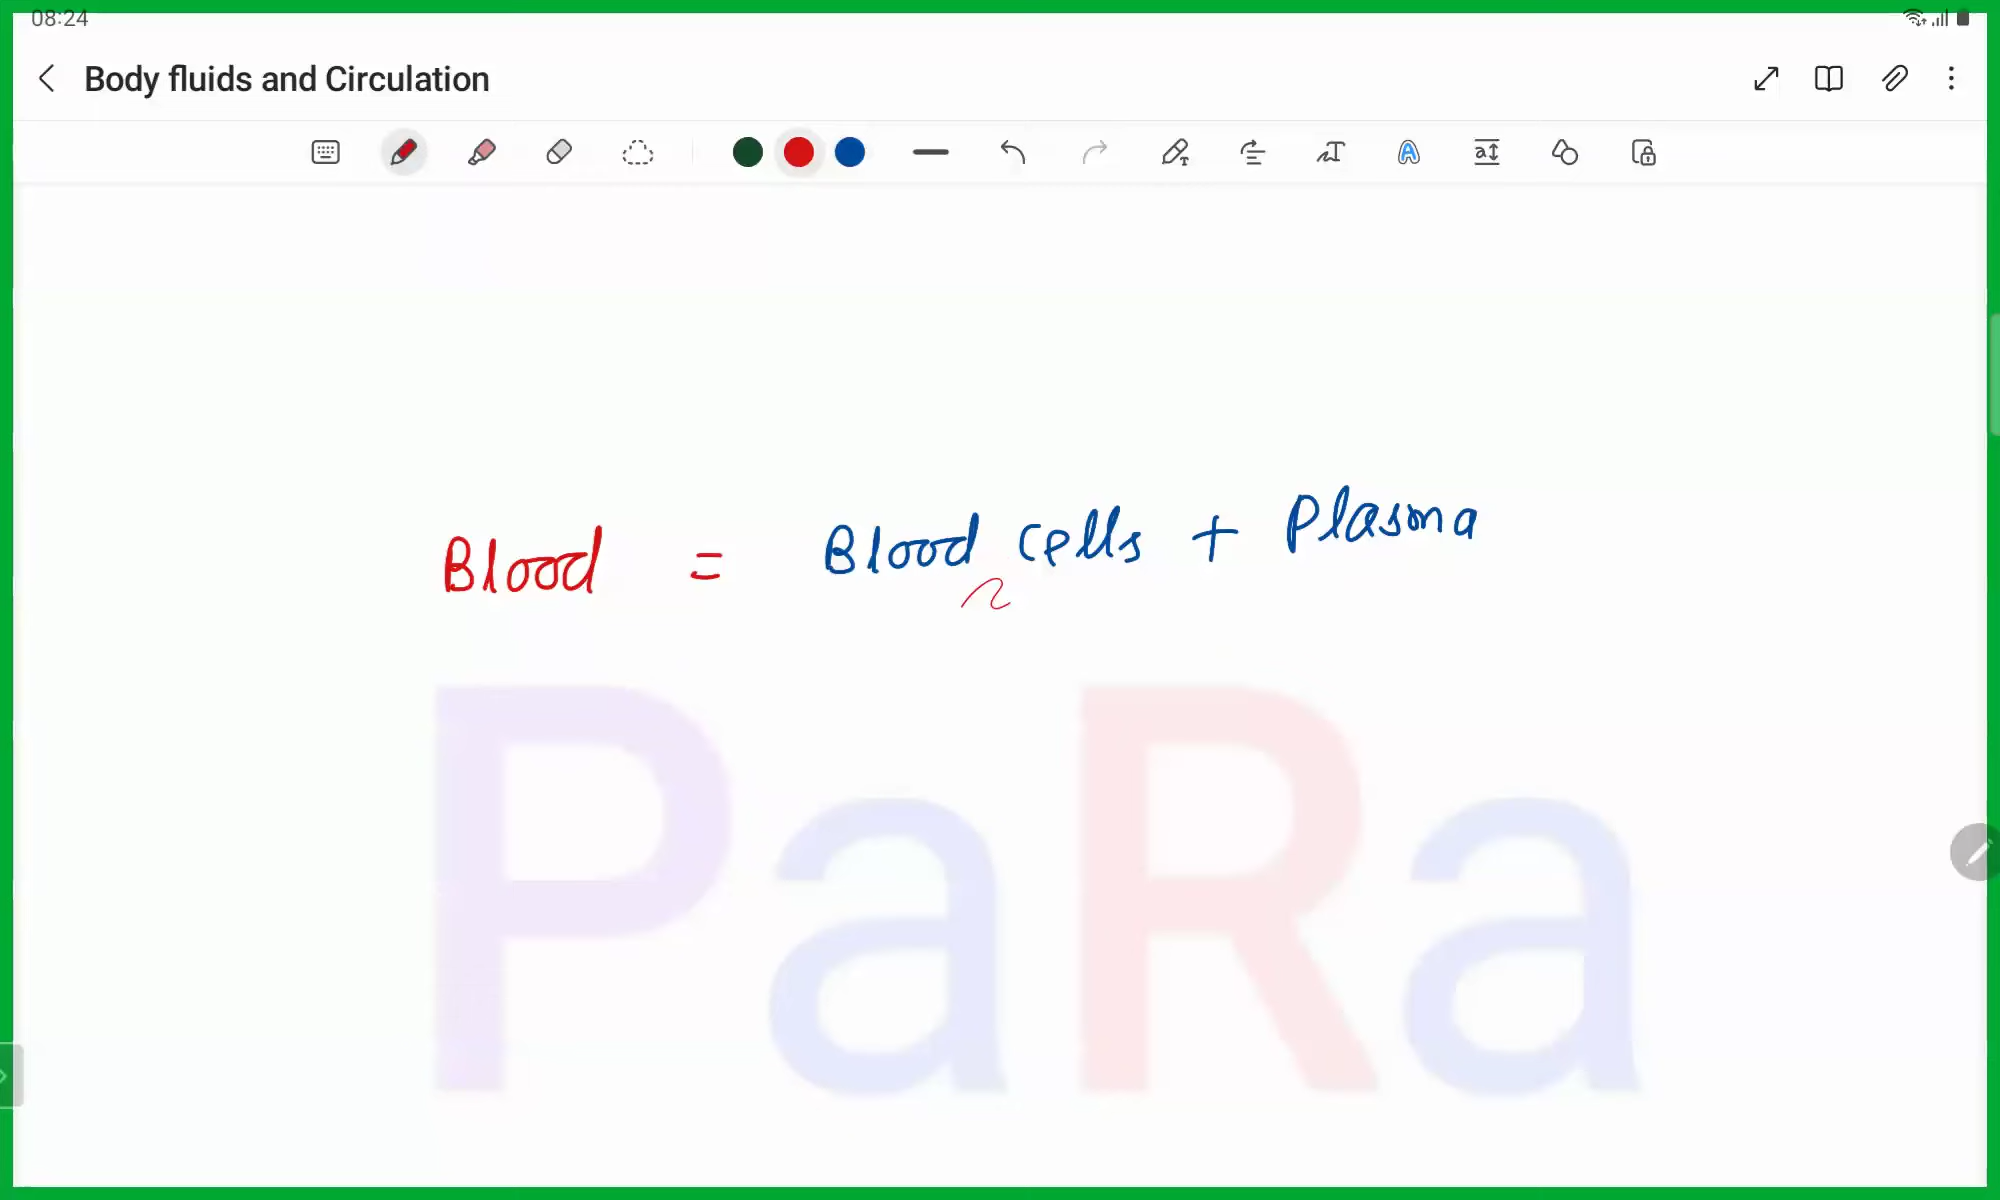 08:24
Body fluids and Circulation
Blood = Blood cells + Plasma
PaRa